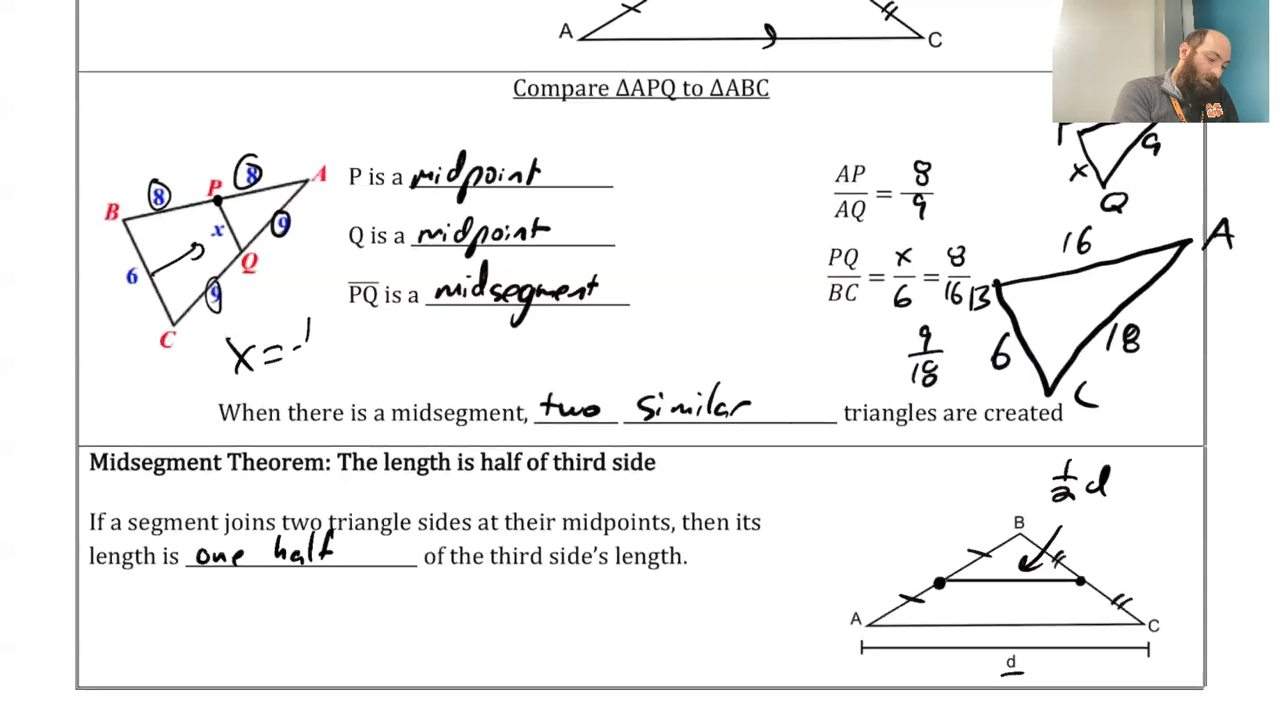 A
C
Compare ΔAPQ to ΔABC
B 8 P 8 A
x
6 9 Q 9
C
P is a midpoint
Q is a midpoint
PQ is a midsegment
AP/AQ = 8/9
PQ/BC = x/6 = 8/16
9/18
x 9
Q
16 A
B
6 18
C
X =
When there is a midsegment, two similar triangles are created
Midsegment Theorem: The length is half of third side
If a segment joins two triangle sides at their midpoints, then its
length is one half of the third side's length.
1/2 d
B
A C
d